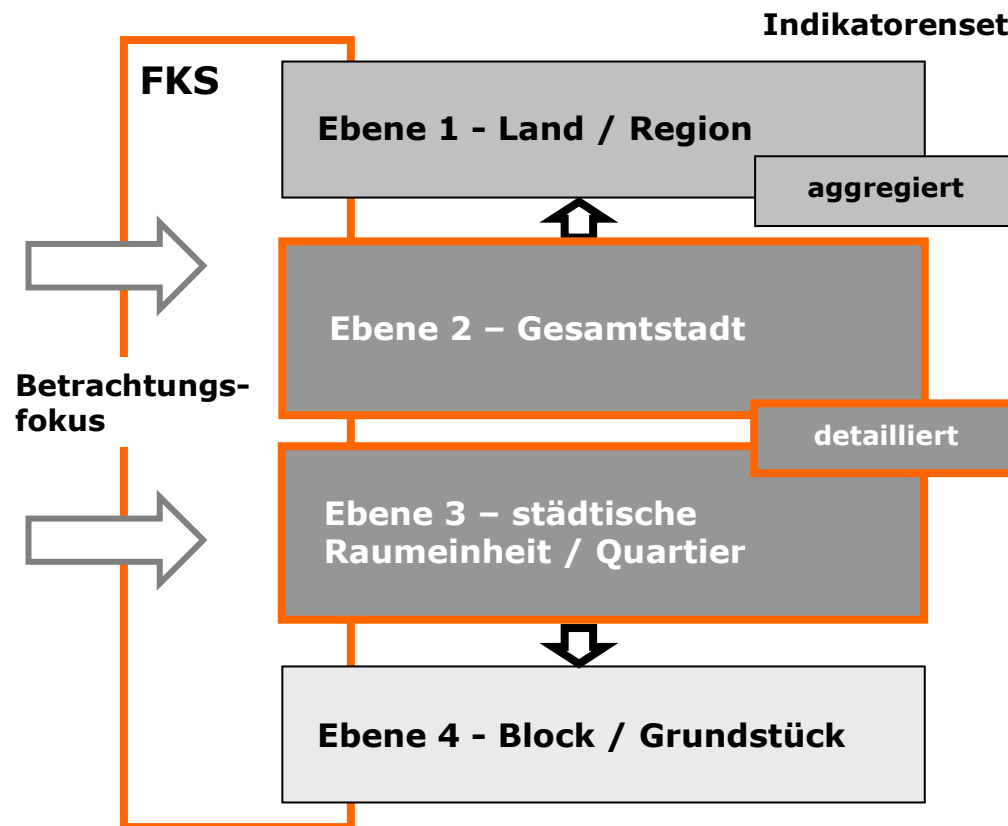 Indikatorenset
FKS
Ebene 1 - Land / Region
aggregiert
Ebene 2 – Gesamtstadt
Betrachtungs-
fokus
detailliert
Ebene 3 – städtische
Raumeinheit / Quartier
Ebene 4 - Block / Grundstück